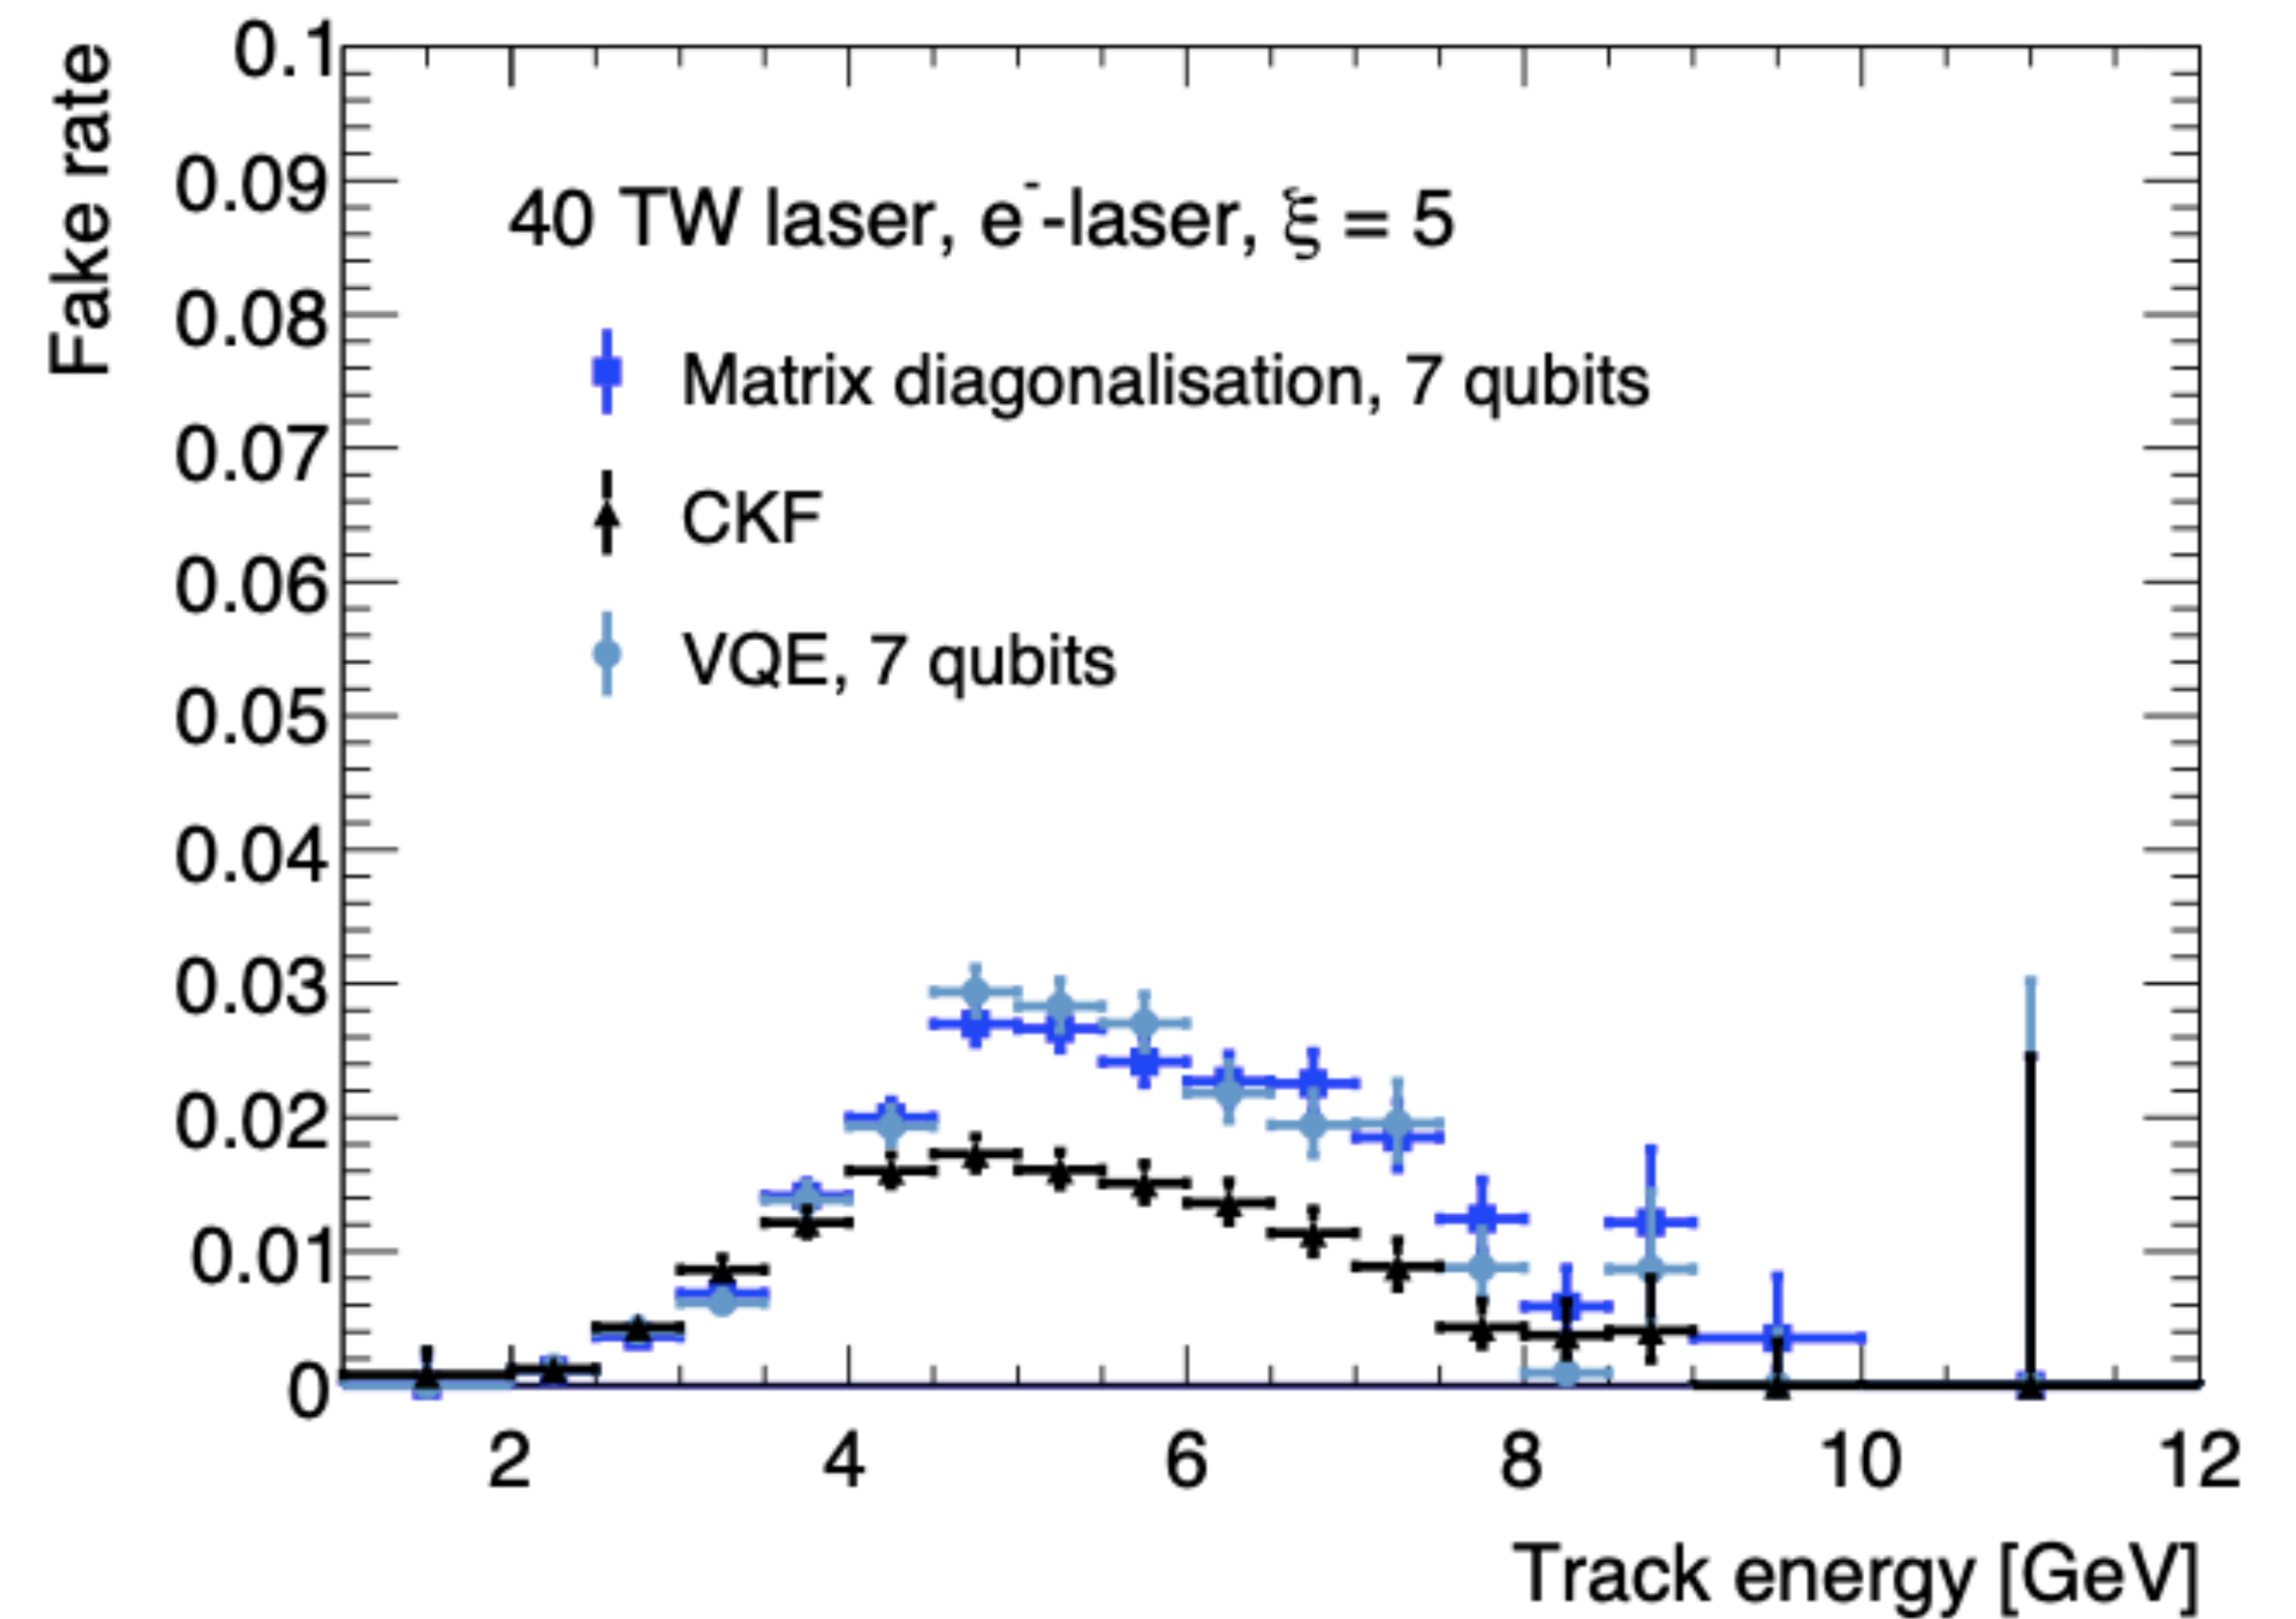 Fake rate
0.1
0.09
0.08
0.07
0.06
0.05
0.04
0.03
0.02
0.01
0
40 TW laser, e⁻-laser, ξ = 5
Matrix diagonalisation, 7 qubits
CKF
VQE, 7 qubits
2 4 6 8 10 12
Track energy [GeV]